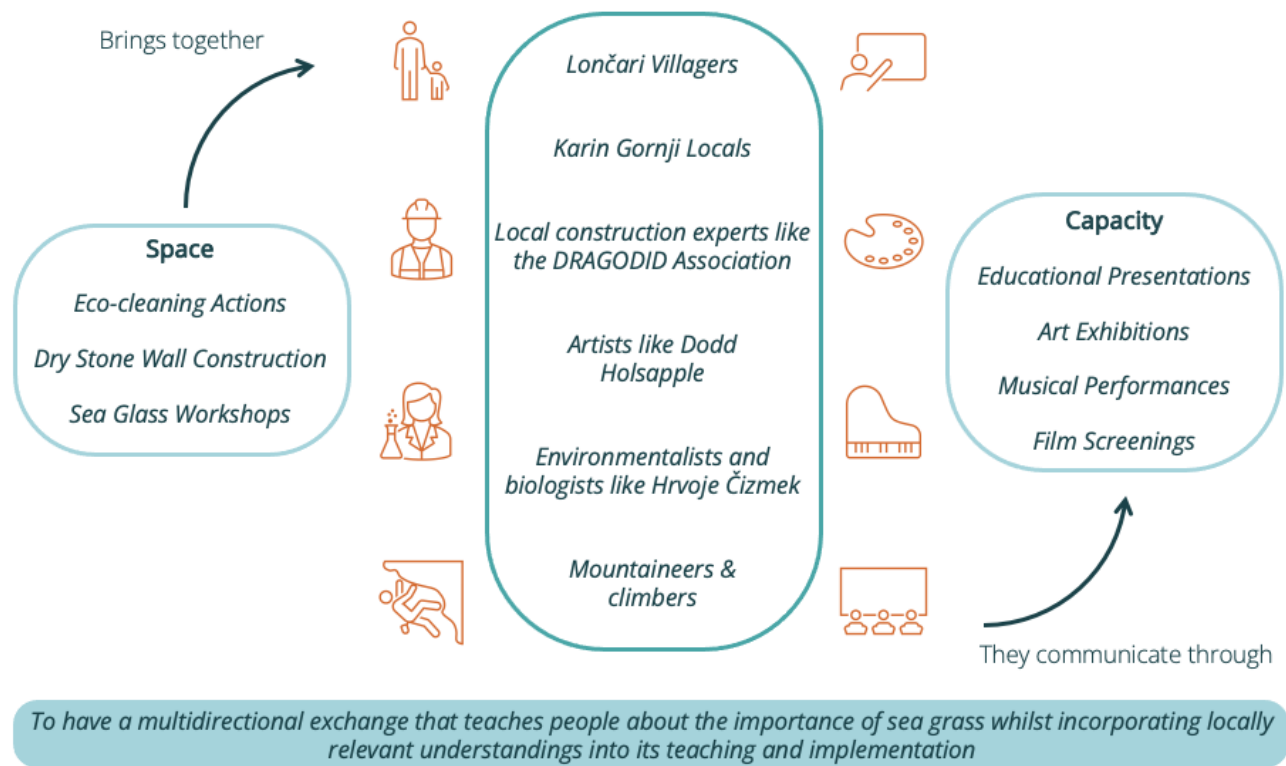 Brings together
Space
Eco-cleaning Actions
Dry Stone Wall Construction
Sea Glass Workshops
Lončari Villagers
Karin Gornji Locals
Local construction experts like
the DRAGODID Association
Artists like Dodd
Holsapple
Environmentalists and
biologists like Hrvoje Čizmek
Mountaineers &
climbers
Capacity
Educational Presentations
Art Exhibitions
Musical Performances
Film Screenings
They communicate through
To have a multidirectional exchange that teaches people about the importance of sea grass whilst incorporating locally
relevant understandings into its teaching and implementation